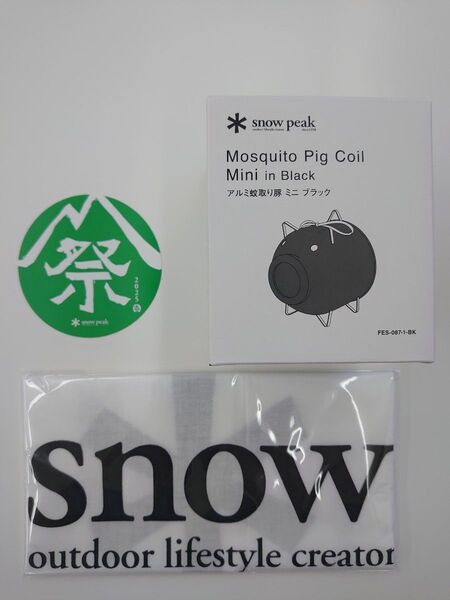 snow peak
Mosquito Pig Coil
Mini in Black
アルミ蚊取り豚 ミニ ブラック
FES-087-1-BK
祭
2025
snow peak
snow
outdoor lifestyle creator